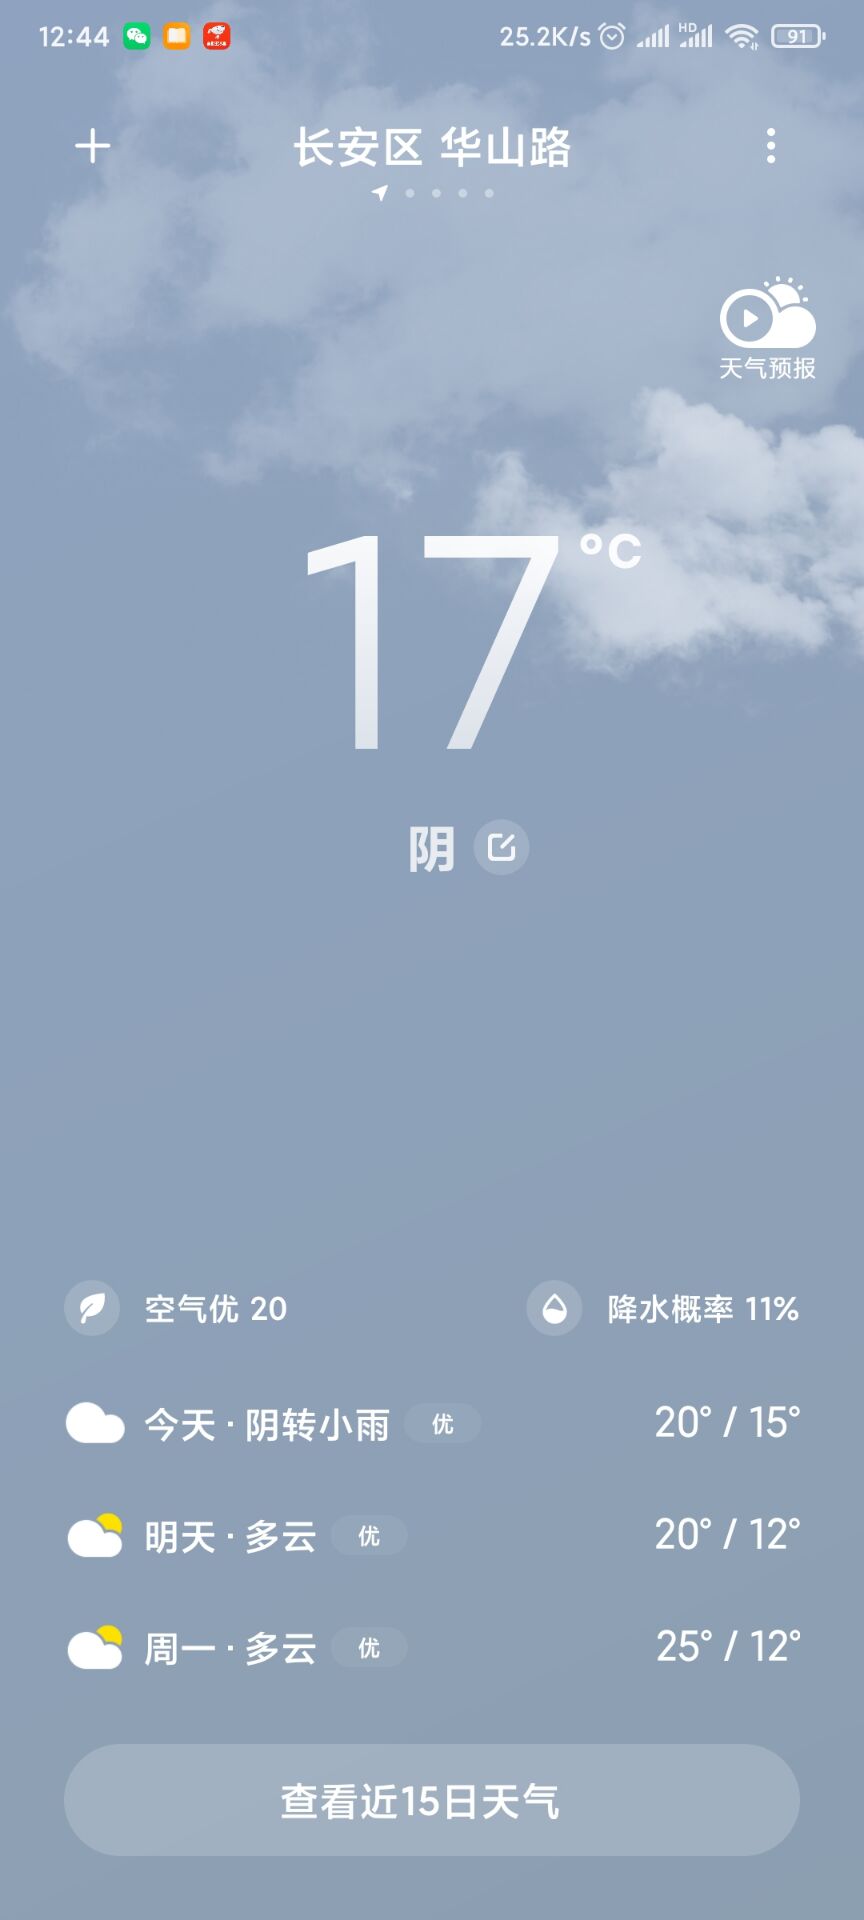 12:44 25.2K/s HD 91
长安区 华山路
天气预报
17°C
阴
空气优 20 降水概率 11%
今天 · 阴转小雨 优 20° / 15°
明天 · 多云 优 20° / 12°
周一 · 多云 优 25° / 12°
查看近15日天气